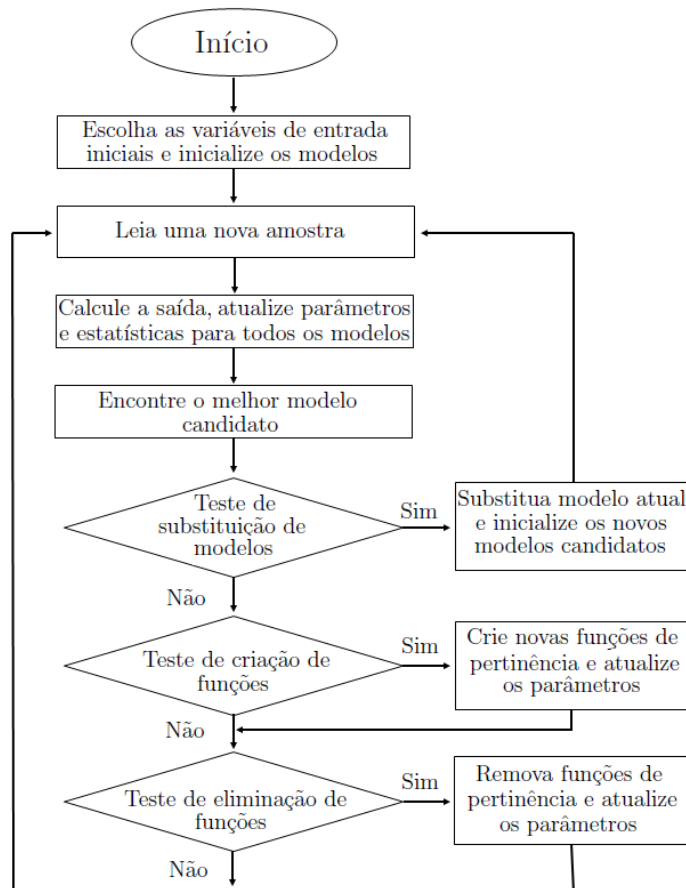 Início
Escolha as variáveis de entrada
iniciais e inicialize os modelos
Leia uma nova amostra
Calcule a saída, atualize parâmetros
e estatísticas para todos os modelos
Encontre o melhor modelo
candidato
Teste de
substituição de
modelos
Sim
Substitua modelo atual
e inicialize os novos
modelos candidatos
Não
Teste de criação de
funções
Sim
Crie novas funções de
pertinência e atualize
os parâmetros
Não
Teste de eliminação de
funções
Sim
Remova funções de
pertinência e atualize
os parâmetros
Não